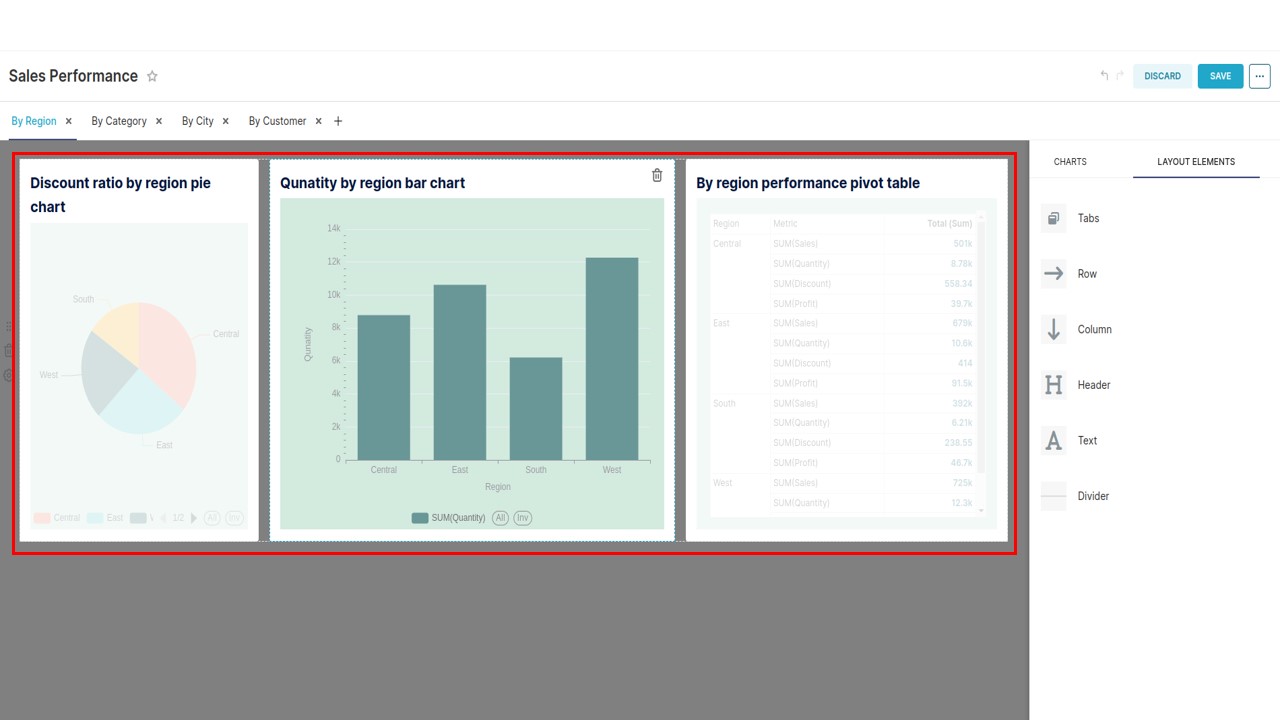 Sales Performance
DISCARD
SAVE
By Region
By Category
By City
By Customer
CHARTS
LAYOUT ELEMENTS
Discount ratio by region pie
chart
South
Central
West
East
Central East 1/2 All Inv
Qunatity by region bar chart
14k
12k
10k
8k
6k
4k
2k
0
Qunatity
Central East South West
Region
SUM(Quantity) All Inv
By region performance pivot table
Region Metric Total (Sum)
Central SUM(Sales) 501k
SUM(Quantity) 8.78k
SUM(Discount) 558.34
SUM(Profit) 39.7k
East SUM(Sales) 679k
SUM(Quantity) 10.6k
SUM(Discount) 414
SUM(Profit) 91.5k
South SUM(Sales) 392k
SUM(Quantity) 6.21k
SUM(Discount) 238.55
SUM(Profit) 46.7k
West SUM(Sales) 725k
SUM(Quantity) 12.3k
Tabs
Row
Column
Header
Text
Divider